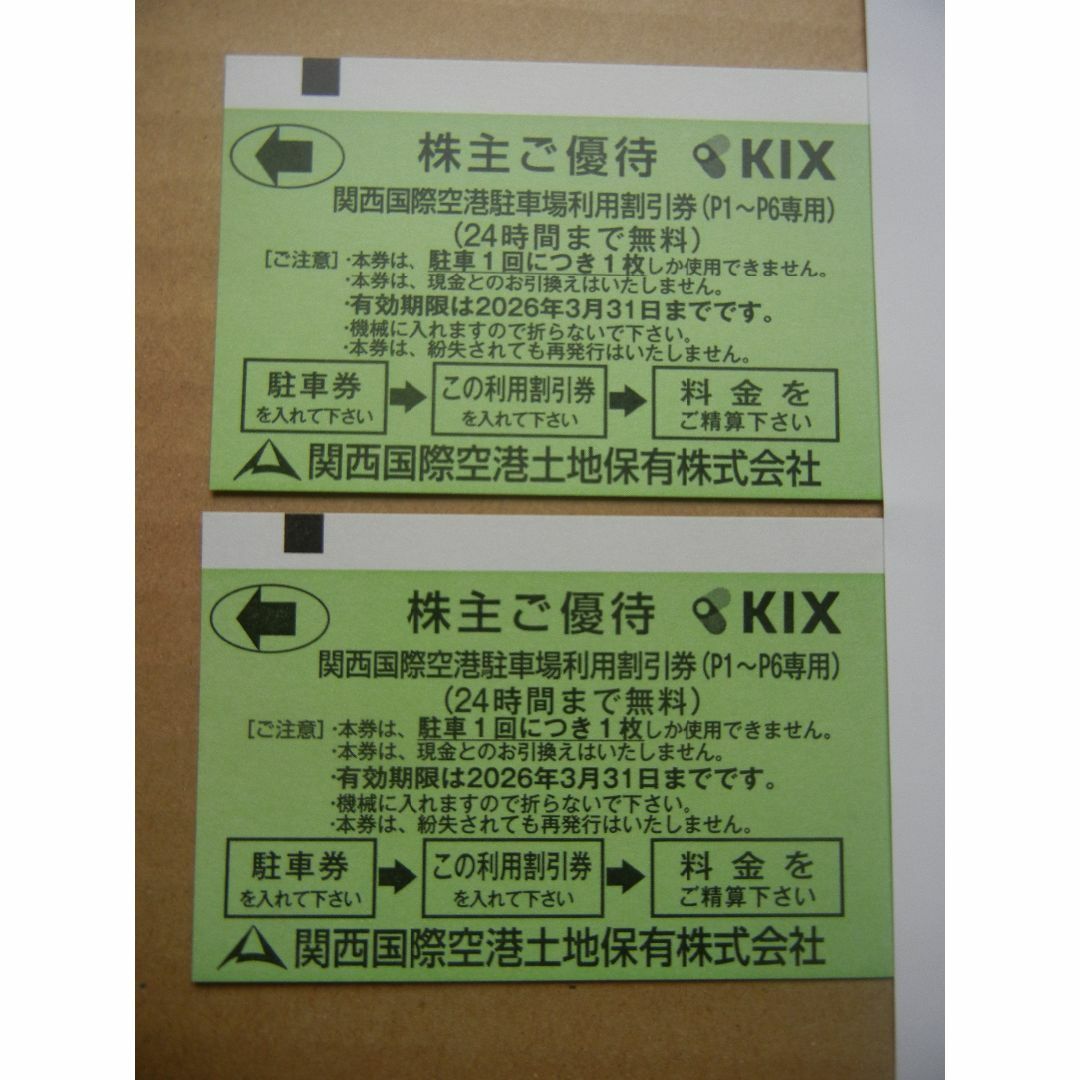 株主ご優待 KIX
関西国際空港駐車場利用割引券(P1～P6専用)
(24時間まで無料)
[ご注意]・本券は、駐車1回につき1枚しか使用できません。
・本券は、現金とのお引換えはいたしません。
・有効期限は2026年3月31日までです。
・機械に入れますので折らないで下さい。
・本券は、紛失されても再発行はいたしません。
駐車券 この利用割引券 料金を
を入れて下さい を入れて下さい ご精算下さい
関西国際空港土地保有株式会社
株主ご優待 KIX
関西国際空港駐車場利用割引券(P1～P6専用)
(24時間まで無料)
[ご注意]・本券は、駐車1回につき1枚しか使用できません。
・本券は、現金とのお引換えはいたしません。
・有効期限は2026年3月31日までです。
・機械に入れますので折らないで下さい。
・本券は、紛失されても再発行はいたしません。
駐車券 この利用割引券 料金を
を入れて下さい を入れて下さい ご精算下さい
関西国際空港土地保有株式会社